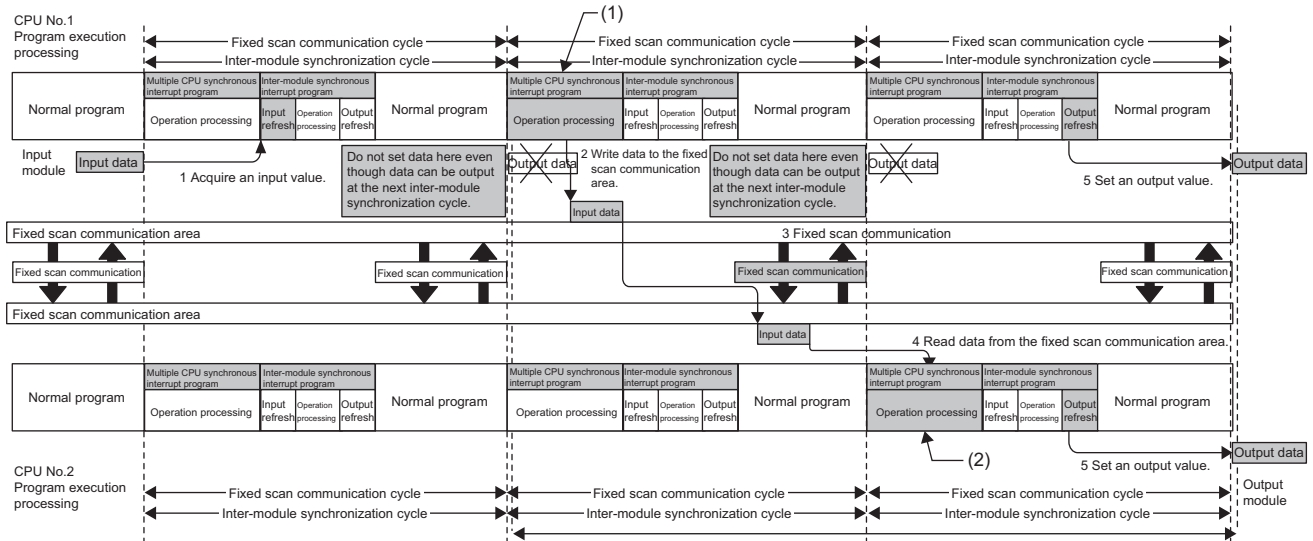 CPU No.1
Program execution
processing
(1)
Fixed scan communication cycle
Fixed scan communication cycle
Fixed scan communication cycle
Inter-module synchronization cycle
Inter-module synchronization cycle
Inter-module synchronization cycle
Normal program
Multiple CPU synchronous
interrupt program
Operation processing
Inter-module synchronous
interrupt program
Input
refresh
Operation
processing
Output
refresh
Normal program
Multiple CPU synchronous
interrupt program
Operation processing
Inter-module synchronous
interrupt program
Input
refresh
Operation
processing
Output
refresh
Normal program
Multiple CPU synchronous
interrupt program
Operation processing
Inter-module synchronous
interrupt program
Input
refresh
Operation
processing
Output
refresh
Normal program
Input
module
Input data
1 Acquire an input value.
Do not set data here even
though data can be output
at the next inter-module
synchronization cycle.
Output data
2 Write data to the fixed
scan communication
area.
Input data
Do not set data here even
though data can be output
at the next inter-module
synchronization cycle.
Output data
5 Set an output value.
Output data
Fixed scan communication area
3 Fixed scan communication
Fixed scan communication
Fixed scan communication
Fixed scan communication
Fixed scan communication
Fixed scan communication area
Input data
4 Read data from the fixed scan communication area.
Normal program
Multiple CPU synchronous
interrupt program
Operation processing
Inter-module synchronous
interrupt program
Input
refresh
Operation
processing
Output
refresh
Normal program
Multiple CPU synchronous
interrupt program
Operation processing
Inter-module synchronous
interrupt program
Input
refresh
Operation
processing
Output
refresh
Normal program
Multiple CPU synchronous
interrupt program
Operation processing
Inter-module synchronous
interrupt program
Input
refresh
Operation
processing
Output
refresh
Normal program
(2)
5 Set an output value.
Output data
Output
module
CPU No.2
Program execution
processing
Fixed scan communication cycle
Fixed scan communication cycle
Fixed scan communication cycle
Inter-module synchronization cycle
Inter-module synchronization cycle
Inter-module synchronization cycle